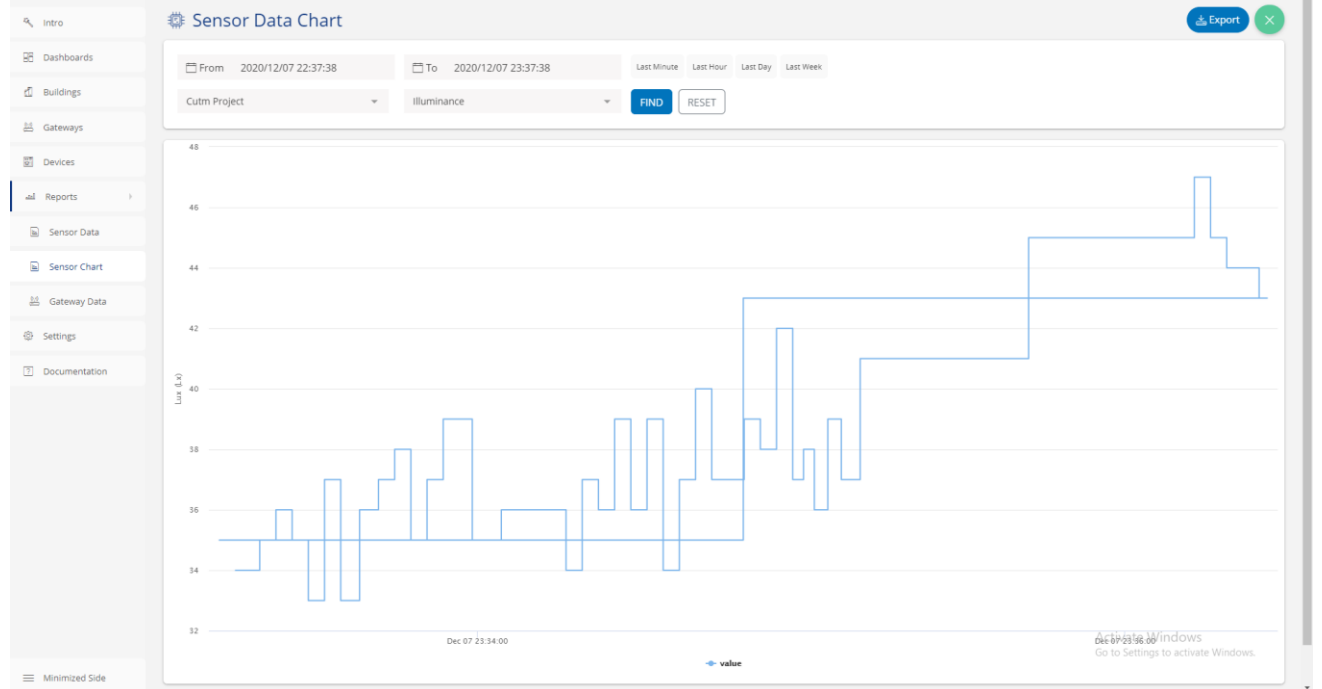 Intro
Dashboards
Buildings
Gateways
Devices
Reports
Sensor Data
Sensor Chart
Gateway Data
Settings
Documentation
Minimized Side
Sensor Data Chart
Export
From 2020/12/07 22:37:38 To 2020/12/07 23:37:38 Last Minute Last Hour Last Day Last Week
Cutm Project Illuminance FIND RESET
48
46
44
42
40
38
36
34
32
Lux (Lx)
Dec 07 23:34:00 Dec 07 23:36:00
value
Activate Windows
Go to Settings to activate Windows.